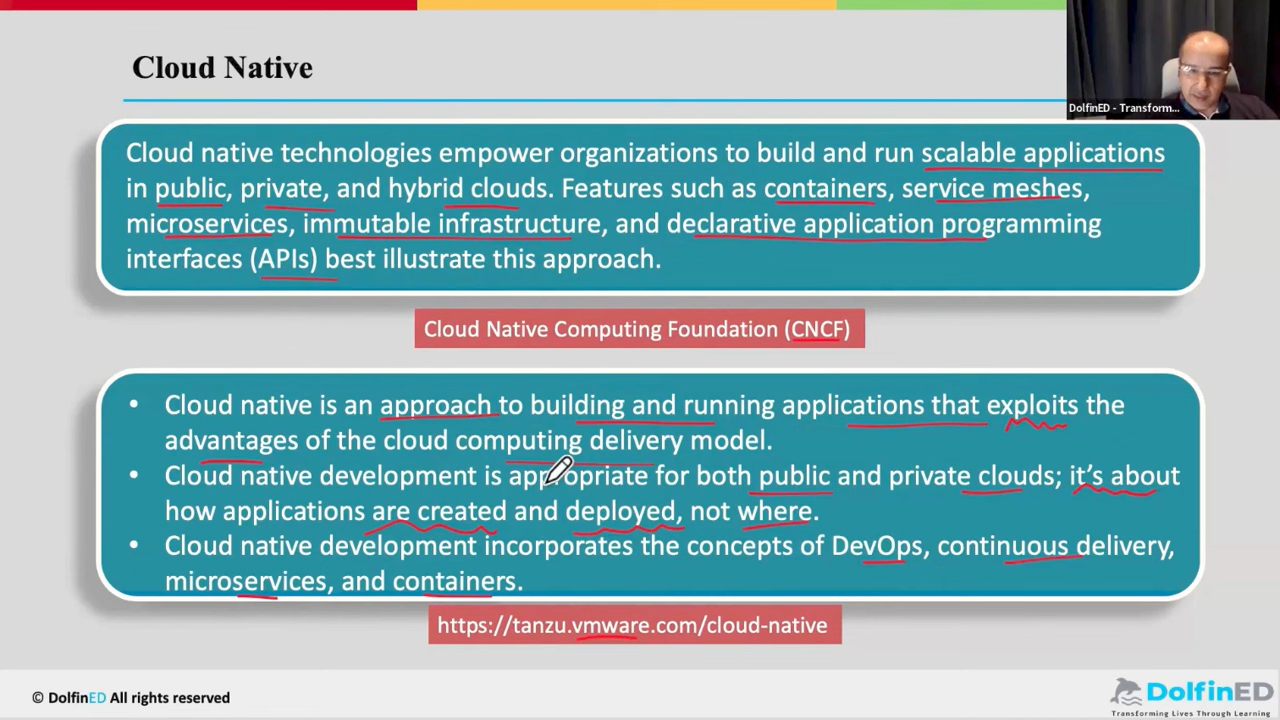 Cloud Native
DolfinED - Transform...
Cloud native technologies empower organizations to build and run scalable applications
in public, private, and hybrid clouds. Features such as containers, service meshes,
microservices, immutable infrastructure, and declarative application programming
interfaces (APIs) best illustrate this approach.
Cloud Native Computing Foundation (CNCF)
• Cloud native is an approach to building and running applications that exploits the
advantages of the cloud computing delivery model.
• Cloud native development is appropriate for both public and private clouds; it’s about
how applications are created and deployed, not where.
• Cloud native development incorporates the concepts of DevOps, continuous delivery,
microservices, and containers.
https://tanzu.vmware.com/cloud-native
© DolfinED All rights reserved
DolfinED
Transforming Lives Through Learning